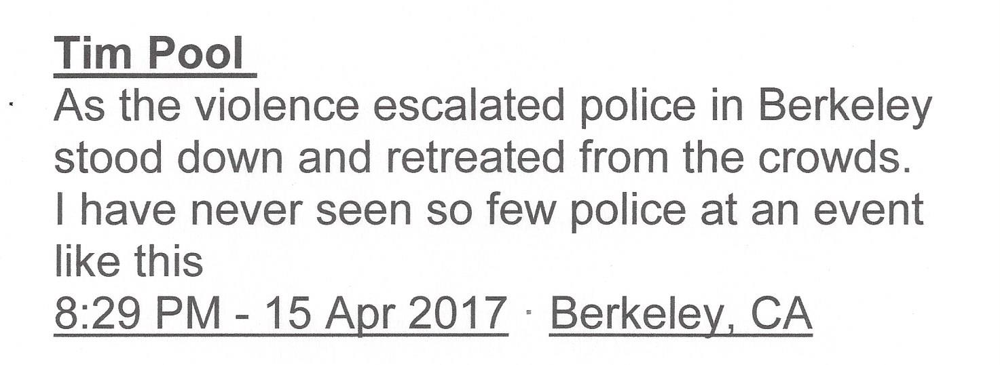 Tim Pool
As the violence escalated police in Berkeley
stood down and retreated from the crowds.
I have never seen so few police at an event
like this
8:29 PM - 15 Apr 2017 · Berkeley, CA